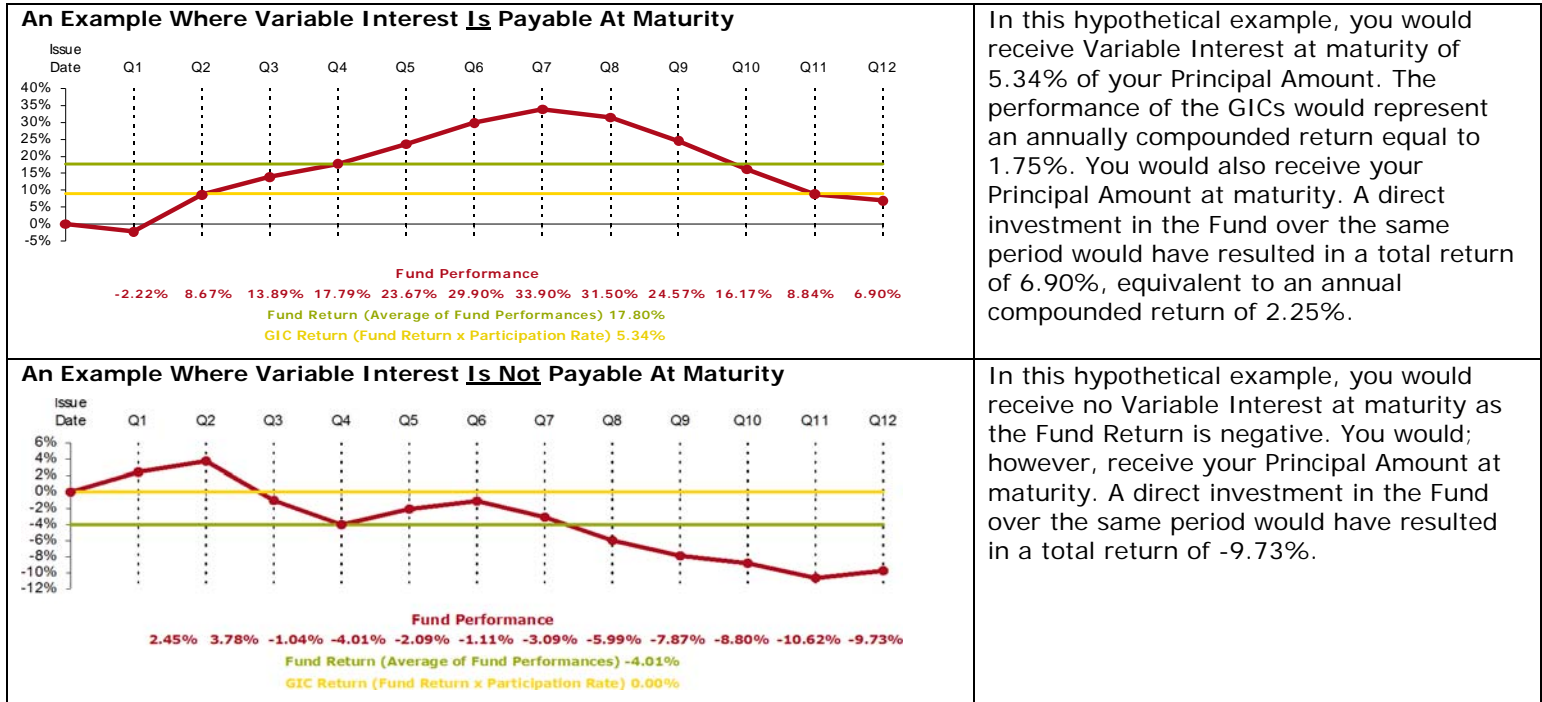 An Example Where Variable Interest Is Payable At Maturity
Issue
Date Q1 Q2 Q3 Q4 Q5 Q6 Q7 Q8 Q9 Q10 Q11 Q12
40%
35%
30%
25%
20%
15%
10%
5%
0%
-5%
Fund Performance
-2.22% 8.67% 13.89% 17.79% 23.67% 29.90% 33.90% 31.50% 24.57% 16.17% 8.84% 6.90%
Fund Return (Average of Fund Performances) 17.80%
GIC Return (Fund Return x Participation Rate) 5.34%
In this hypothetical example, you would
receive Variable Interest at maturity of
5.34% of your Principal Amount. The
performance of the GICs would represent
an annually compounded return equal to
1.75%. You would also receive your
Principal Amount at maturity. A direct
investment in the Fund over the same
period would have resulted in a total return
of 6.90%, equivalent to an annual
compounded return of 2.25%.
An Example Where Variable Interest Is Not Payable At Maturity
Issue
Date Q1 Q2 Q3 Q4 Q5 Q6 Q7 Q8 Q9 Q10 Q11 Q12
6%
4%
2%
0%
-2%
-4%
-6%
-8%
-10%
-12%
Fund Performance
2.45% 3.78% -1.04% -4.01% -2.09% -1.11% -3.09% -5.99% -7.87% -8.80% -10.62% -9.73%
Fund Return (Average of Fund Performances) -4.01%
GIC Return (Fund Return x Participation Rate) 0.00%
In this hypothetical example, you would
receive no Variable Interest at maturity as
the Fund Return is negative. You would;
however, receive your Principal Amount at
maturity. A direct investment in the Fund
over the same period would have resulted
in a total return of -9.73%.